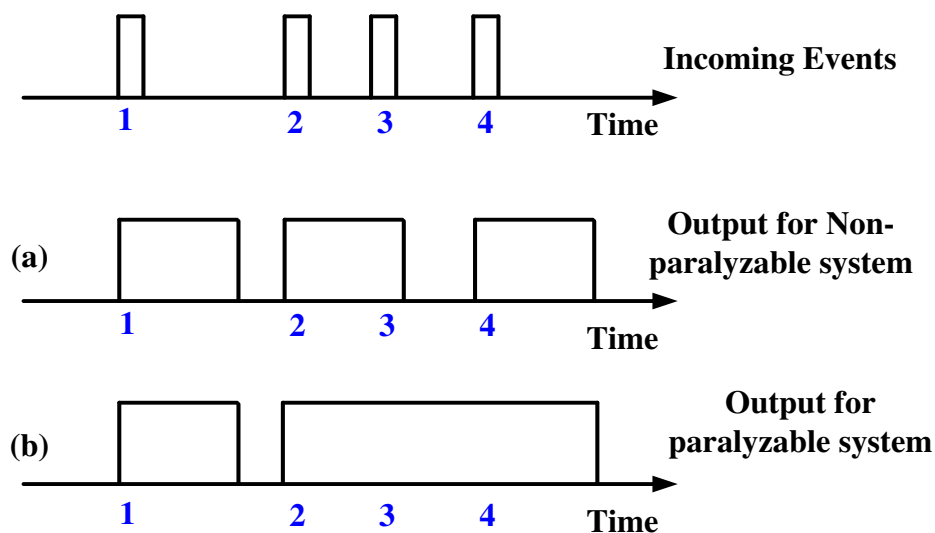 Incoming Events
1 2 3 4 Time
(a)
Output for Non-
paralyzable system
1 2 3 4 Time
(b)
Output for
paralyzable system
1 2 3 4 Time